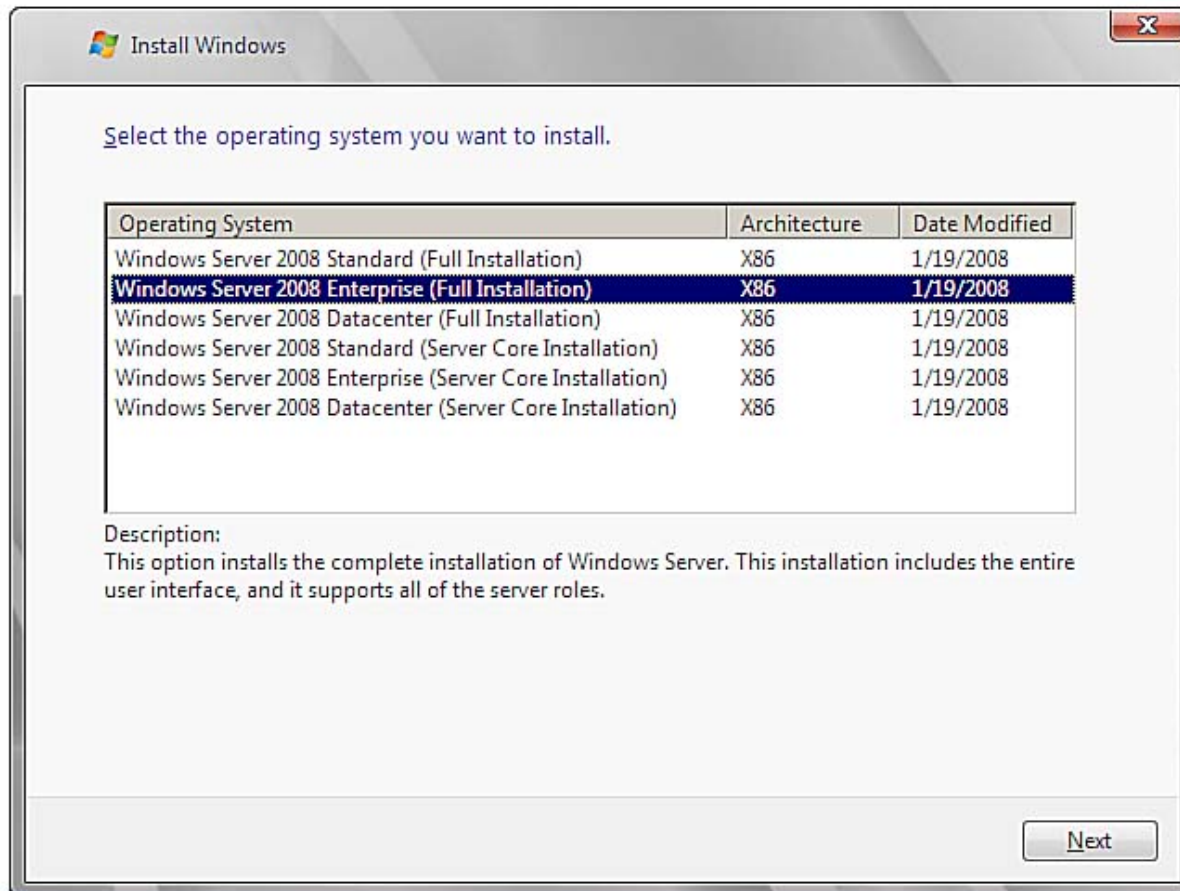 Install Windows
Select the operating system you want to install.
Operating System Architecture Date Modified
Windows Server 2008 Standard (Full Installation) X86 1/19/2008
Windows Server 2008 Enterprise (Full Installation) X86 1/19/2008
Windows Server 2008 Datacenter (Full Installation) X86 1/19/2008
Windows Server 2008 Standard (Server Core Installation) X86 1/19/2008
Windows Server 2008 Enterprise (Server Core Installation) X86 1/19/2008
Windows Server 2008 Datacenter (Server Core Installation) X86 1/19/2008
Description:
This option installs the complete installation of Windows Server. This installation includes the entire
user interface, and it supports all of the server roles.
Next